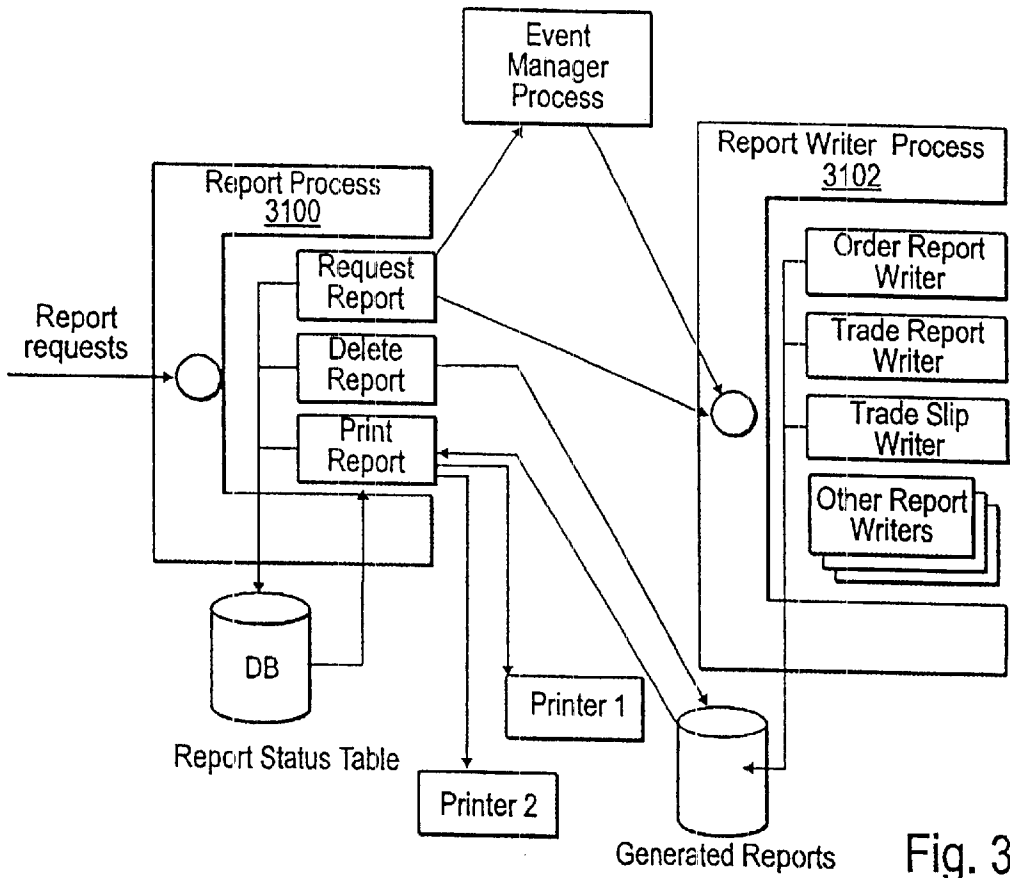 Event
Manager
Process
Report Writer Process
3102
Report Process
3100
Order Report
Writer
Request
Report
Report
requests
Trade Report
Writer
Delete
Report
Trade Slip
Writer
Print
Report
Other Report
Writers
DB
Printer 1
Report Status Table
Printer 2
Generated Reports
Fig. 3